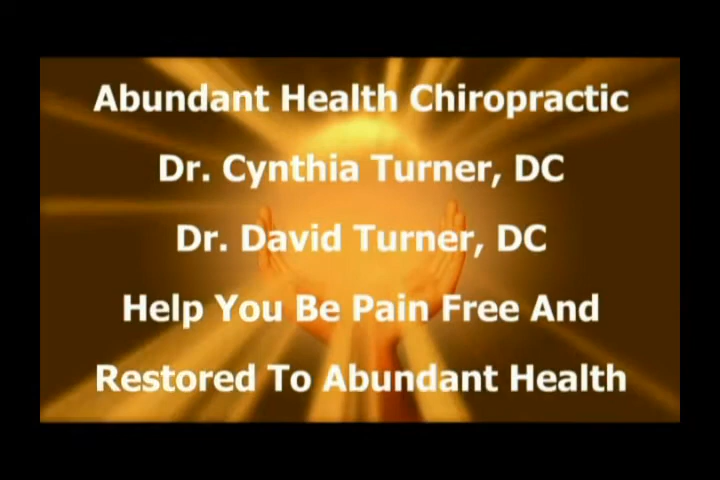 Abundant Health Chiropractic
Dr. Cynthia Turner, DC
Dr. David Turner, DC
Help You Be Pain Free And
Restored To Abundant Health